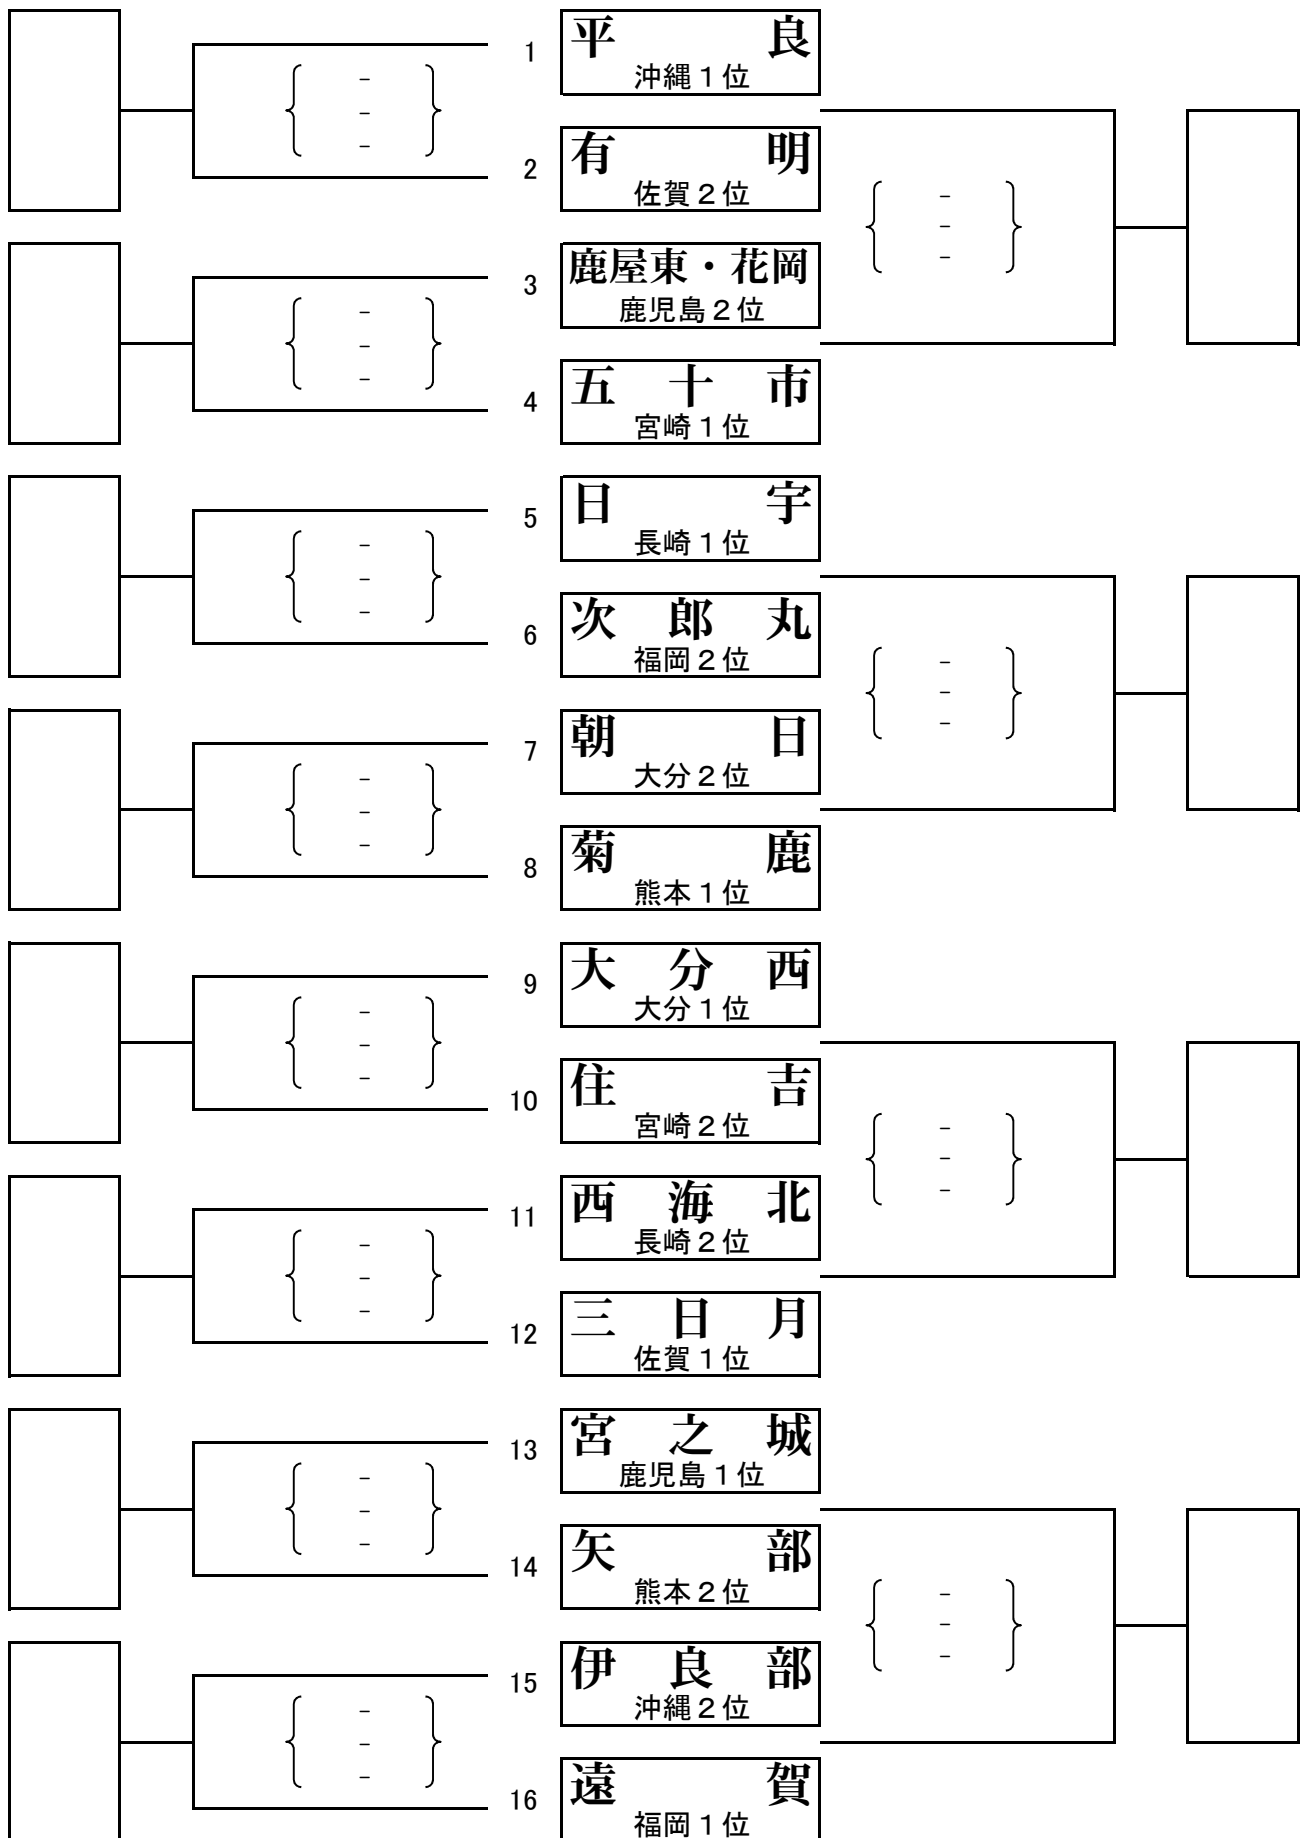 1 平良
沖縄1位
2 有明
佐賀2位
3 鹿屋東・花岡
鹿児島2位
4 五十市
宮崎1位
5 日宇
長崎1位
6 次郎丸
福岡2位
7 朝日
大分2位
8 菊鹿
熊本1位
9 大分西
大分1位
10 住吉
宮崎2位
11 西海北
長崎2位
12 三日月
佐賀1位
13 宮之城
鹿児島1位
14 矢部
熊本2位
15 伊良部
沖縄2位
16 遠賀
福岡1位